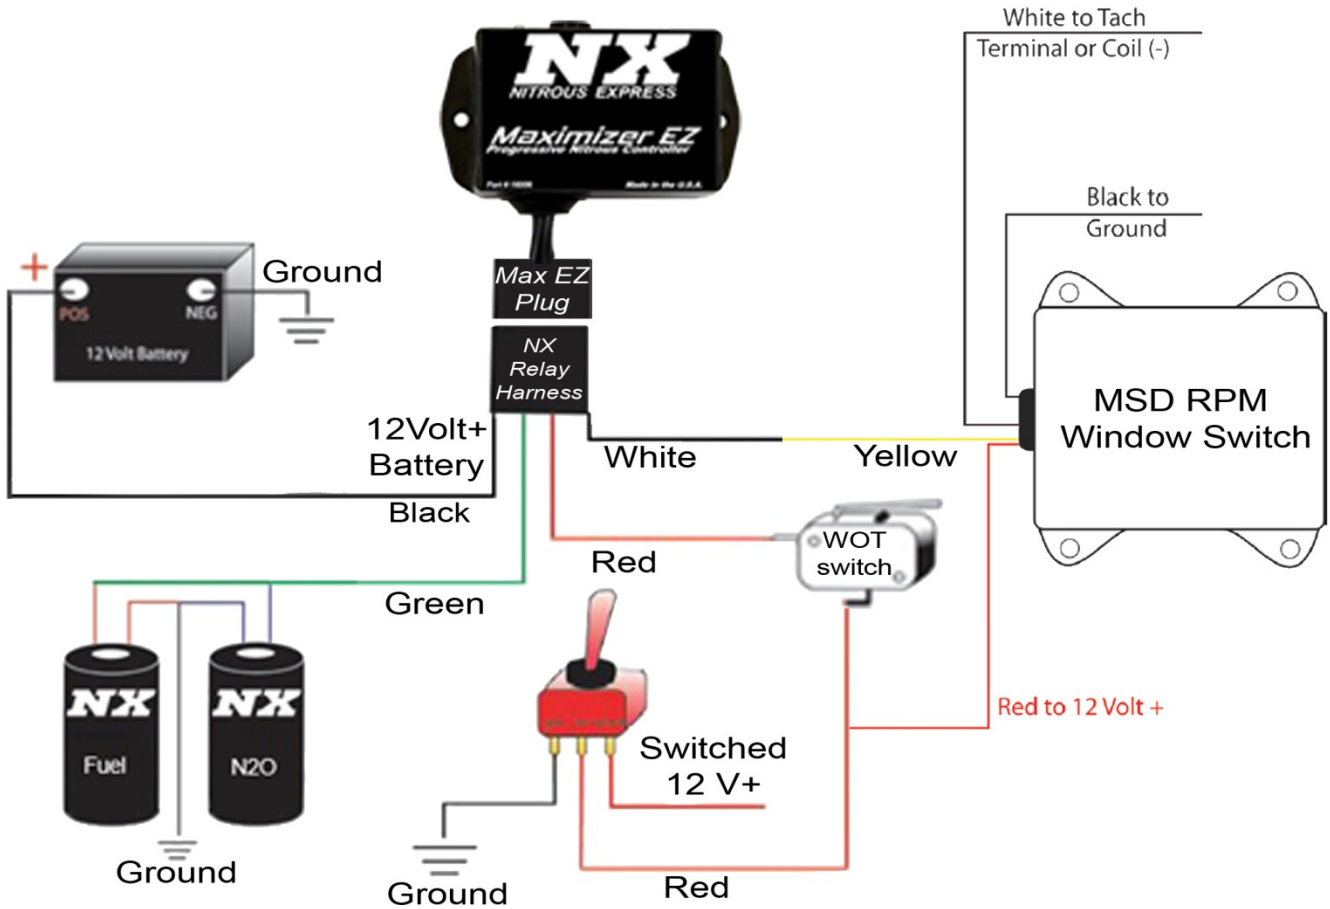 White to Tach
Terminal or Coil (-)
NX
NITROUS EXPRESS
Maximizer EZ
Progressive Nitrous Controller
Made in the U.S.A.
Black to
Ground
+
Ground
POS
NEG
12 Volt Battery
Max EZ
Plug
NX
Relay
Harness
MSD RPM
Window Switch
12Volt+
Battery
White
Yellow
Black
WOT
switch
Red
Green
NX
Fuel
NX
N2O
Red to 12 Volt +
Switched
12 V+
Ground
Ground
Red